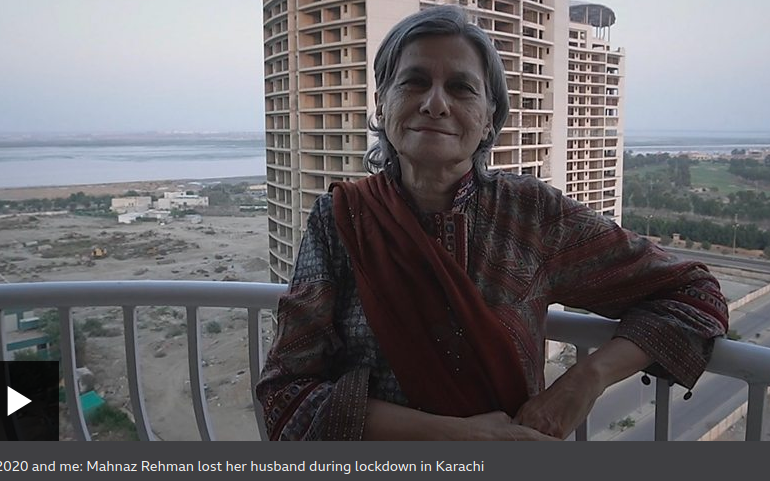 2020 and me: Mahnaz Rehman lost her husband during lockdown in Karachi